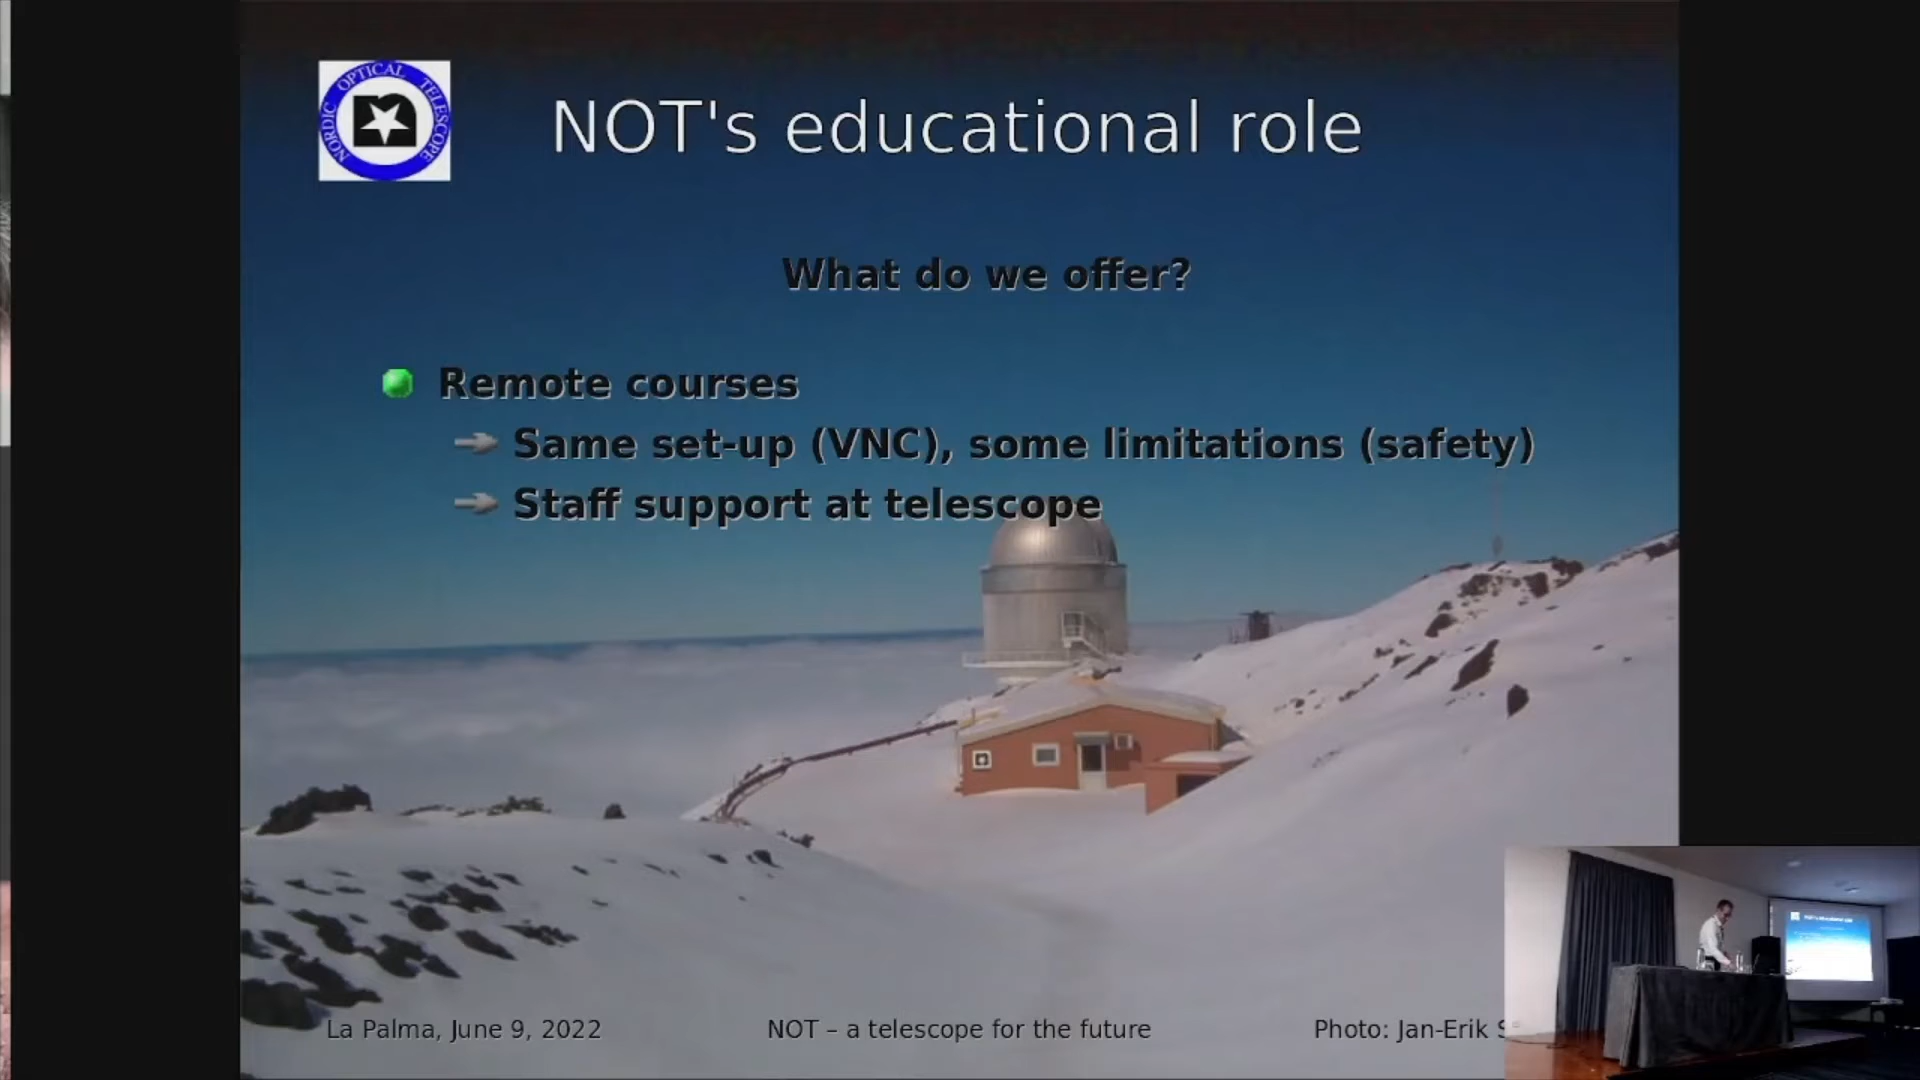 NORDIC OPTICAL TELESCOPE
NOT's educational role
What do we offer?
Remote courses
Same set-up (VNC), some limitations (safety)
Staff support at telescope
La Palma, June 9, 2022
NOT – a telescope for the future
Photo: Jan-Erik